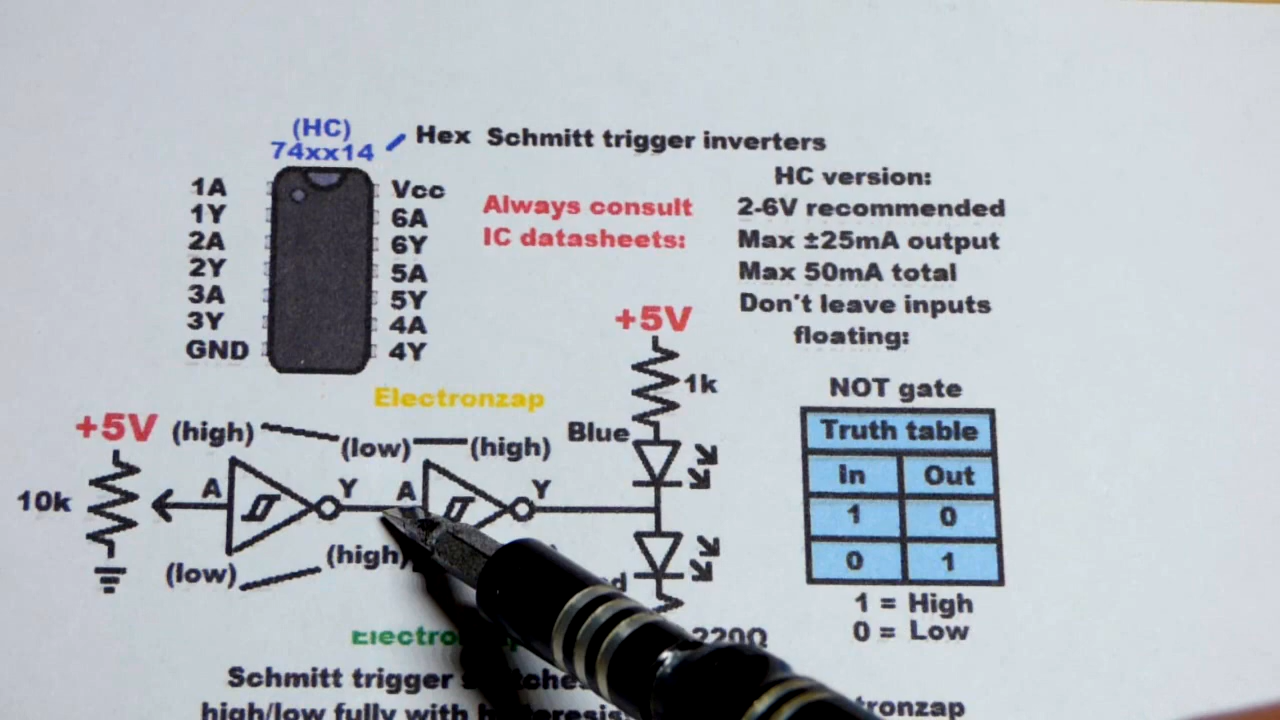 (HC)
74xx14
Hex Schmitt trigger inverters
1A
1Y
2A
2Y
3A
3Y
GND
Vcc
6A
6Y
5A
5Y
4A
4Y
Always consult
IC datasheets:
HC version:
2-6V recommended
Max ±25mA output
Max 50mA total
Don't leave inputs
floating:
+5V
1k
Electronzap
Blue
+5V
(high)
(low)
(high)
10k
A
Y
A
Y
(low)
(high)
220Ω
NOT gate
Truth table
In Out
1 0
0 1
1 = High
0 = Low
Schmitt trigger
high/low fully with